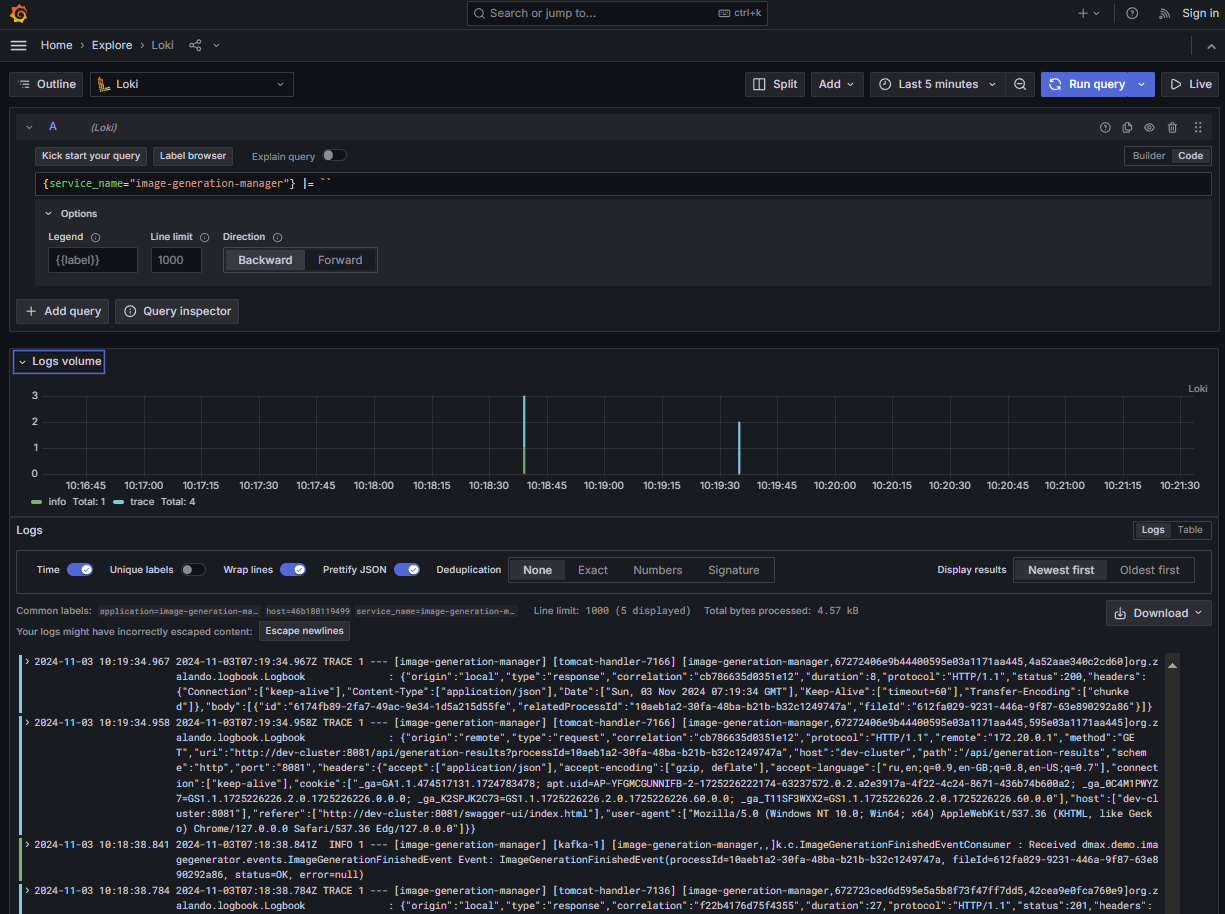 Search or jump to... ctrl+k Sign in
Home › Explore › Loki
Outline Loki Split Add Last 5 minutes Run query Live
A (Loki)
Kick start your query Label browser Explain query Builder Code
{service_name="image-generation-manager"} |= ``
Options
Legend Line limit Direction
{{label}} 1000 Backward Forward
+ Add query Query inspector
Logs volume
Loki
3
2
1
0
10:16:45 10:17:00 10:17:15 10:17:30 10:17:45 10:18:00 10:18:15 10:18:30 10:18:45 10:19:00 10:19:15 10:19:30 10:19:45 10:20:00 10:20:15 10:20:30 10:20:45 10:21:00 10:21:15 10:21:30
info Total: 1 trace Total: 4
Logs Logs Table
Time Unique labels Wrap lines Prettify JSON Deduplication None Exact Numbers Signature Display results Newest first Oldest first
Common labels: application=image-generation-ma… host=46b180119499 service_name=image-generation-m… Line limit: 1000 (5 displayed) Total bytes processed: 4.57 kB Download
Your logs might have incorrectly escaped content: Escape newlines
2024-11-03 10:19:34.967 2024-11-03T07:19:34.967Z TRACE 1 --- [image-generation-manager] [tomcat-handler-7166] [image-generation-manager,67272406e9b44400595e03a1171aa445,4a52aae340c2cd60]org.z
alando.logbook.Logbook : {"origin":"local","type":"response","correlation":"cb786635d0351e12","duration":8,"protocol":"HTTP/1.1","status":200,"headers":
{"Connection":["keep-alive"],"Content-Type":["application/json"],"Date":["Sun, 03 Nov 2024 07:19:34 GMT"],"Keep-Alive":["timeout=60"],"Transfer-Encoding":["chunke
d"]},"body":[{"id":"6174fb89-2fa7-49ac-9e34-1d5a215d55fe","relatedProcessId":"10aeb1a2-30fa-48ba-b21b-b32c1249747a","fileId":"612fa029-9231-446a-9f87-63e890292a86"}]}
2024-11-03 10:19:34.958 2024-11-03T07:19:34.958Z TRACE 1 --- [image-generation-manager] [tomcat-handler-7166] [image-generation-manager,67272406e9b44400595e03a1171aa445,595e03a1171aa445]org.z
alando.logbook.Logbook : {"origin":"remote","type":"request","correlation":"cb786635d0351e12","protocol":"HTTP/1.1","remote":"172.20.0.1","method":"GE
T","uri":"http://dev-cluster:8081/api/generation-results?processId=10aeb1a2-30fa-48ba-b21b-b32c1249747a","host":"dev-cluster","path":"/api/generation-results","schem
e":"http","port":"8081","headers":{"accept":["application/json"],"accept-encoding":["gzip, deflate"],"accept-language":["ru,en;q=0.9,en-GB;q=0.8,en-US;q=0.7"],"connect
ion":["keep-alive"],"cookie":["_ga=GA1.1.474517131.1724783478; apt.uid=AP-YFGMCGUNNIFB-2-1725226222174-63237572.0.2.a2e3917a-4f22-4c24-8671-436b74b600a2; _ga_0C4M1PWYZ
7=GS1.1.1725226226.2.0.1725226226.0.0.0; _ga_K2SPJK2C73=GS1.1.1725226226.2.0.1725226226.60.0.0; _ga_T11SF3WXX2=GS1.1.1725226226.2.0.1725226226.60.0.0"],"host":["dev-c
luster:8081"],"referer":["http://dev-cluster:8081/swagger-ui/index.html"],"user-agent":["Mozilla/5.0 (Windows NT 10.0; Win64; x64) AppleWebKit/537.36 (KHTML, like Geck
o) Chrome/127.0.0.0 Safari/537.36 Edg/127.0.0.0"]}}
2024-11-03 10:18:38.841 2024-11-03T07:18:38.841Z INFO 1 --- [image-generation-manager] [kafka-1] [image-generation-manager,,]k.c.ImageGenerationFinishedEventConsumer : Received dmax.demo.ima
gegenerator.events.ImageGenerationFinishedEvent Event: ImageGenerationFinishedEvent(processId=10aeb1a2-30fa-48ba-b21b-b32c1249747a, fileId=612fa029-9231-446a-9f87-63e8
90292a86, status=OK, error=null)
2024-11-03 10:18:38.784 2024-11-03T07:18:38.784Z TRACE 1 --- [image-generation-manager] [tomcat-handler-7136] [image-generation-manager,672723ced6d595e5a5b8f73f47ff7dd5,42cea9e0fca760e9]org.z
alando.logbook.Logbook : {"origin":"local","type":"response","correlation":"f22b4176d75f4355","duration":27,"protocol":"HTTP/1.1","status":201,"headers":